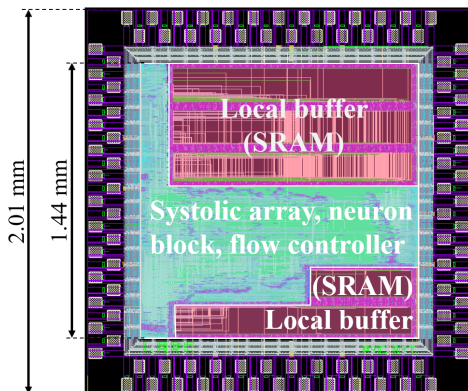 2.01 mm
1.44 mm
Local buffer
(SRAM)
Systolic array, neuron
block, flow controller
(SRAM)
Local buffer